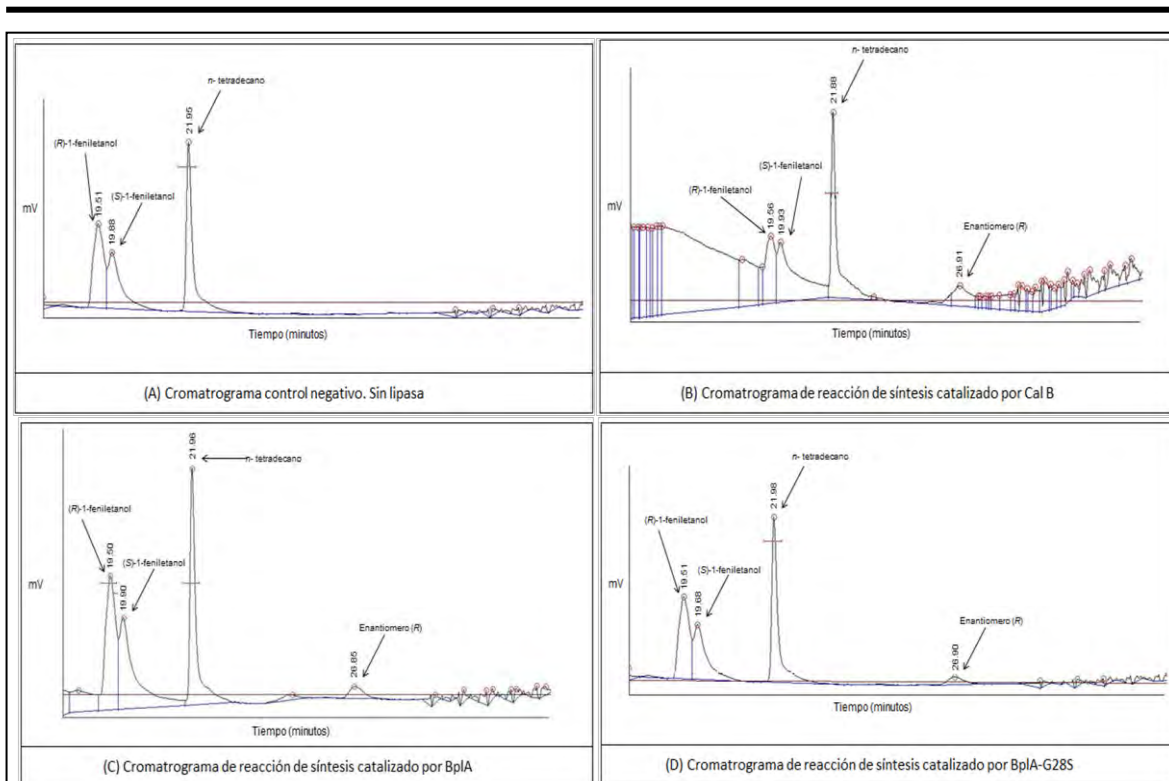 n- tetradecano
21.95
(R)-1-feniletanol
19.51
(S)-1-feniletanol
19.88
mV
Tiempo (minutos)
(A) Cromatograma control negativo. Sin lipasa
n- tetradecano
21.88
(S)-1-feniletanol
(R)-1-feniletanol
19.56
19.93
mV
Enantiomero (R)
26.91
Tiempo (minutos)
(B) Cromatograma de reacción de síntesis catalizado por Cal B
21.96
n- tetradecano
(R)-1-feniletanol
19.50
(S)-1-feniletanol
19.90
mV
Enantiomero (R)
26.85
Tiempo (minutos)
(C) Cromatograma de reacción de síntesis catalizado por BplA
n- tetradecano
21.98
(R)-1-feniletanol
19.51
(S)-1-feniletanol
19.68
mV
Enantiomero (R)
26.90
Tiempo (minutos)
(D) Cromatograma de reacción de síntesis catalizado por BplA-G28S